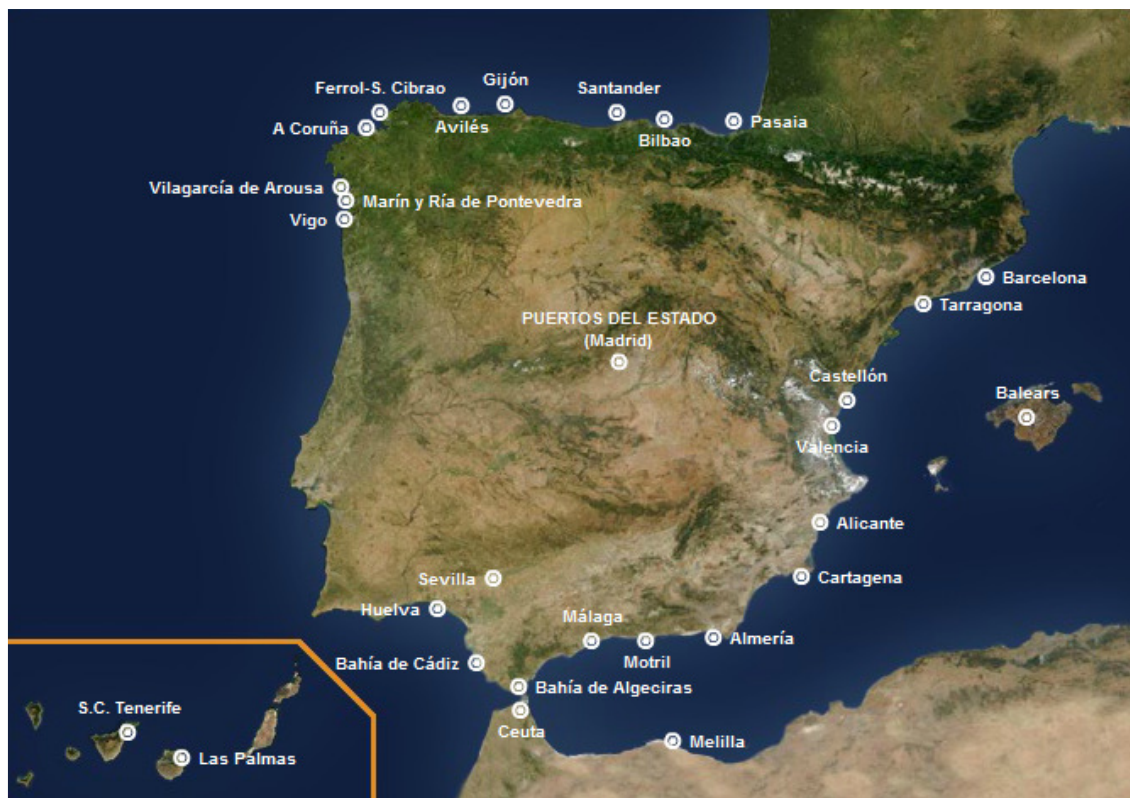 Gijón
Ferrol-S. Cibrao
Santander
A Coruña
Avilés
Bilbao
Pasaia
Vilagarcía de Arousa
Marín y Ría de Pontevedra
Vigo
Barcelona
Tarragona
PUERTOS DEL ESTADO
(Madrid)
Castellón
Balears
Valencia
Alicante
Sevilla
Cartagena
Huelva
Málaga
Almería
Motril
Bahía de Cádiz
Bahía de Algeciras
S.C. Tenerife
Ceuta
Melilla
Las Palmas